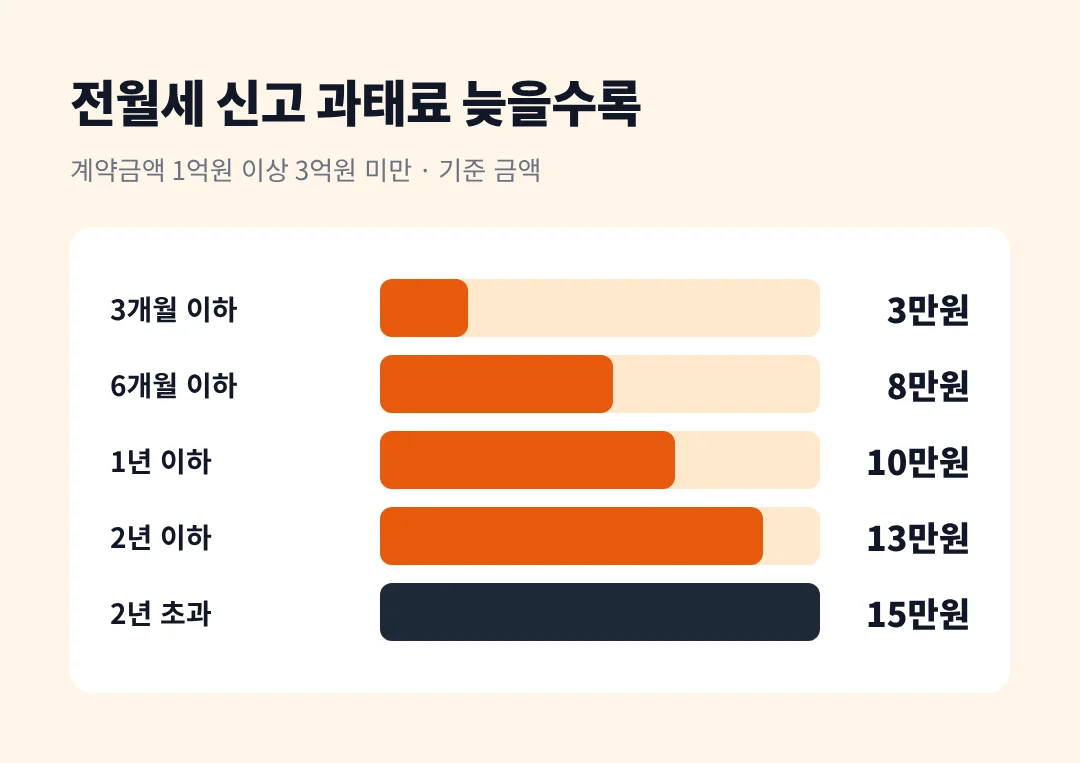 전월세 신고 과태료 늦을수록
계약금액 1억원 이상 3억원 미만 · 기준 금액
3개월 이하 3만원
6개월 이하 8만원
1년 이하 10만원
2년 이하 13만원
2년 초과 15만원